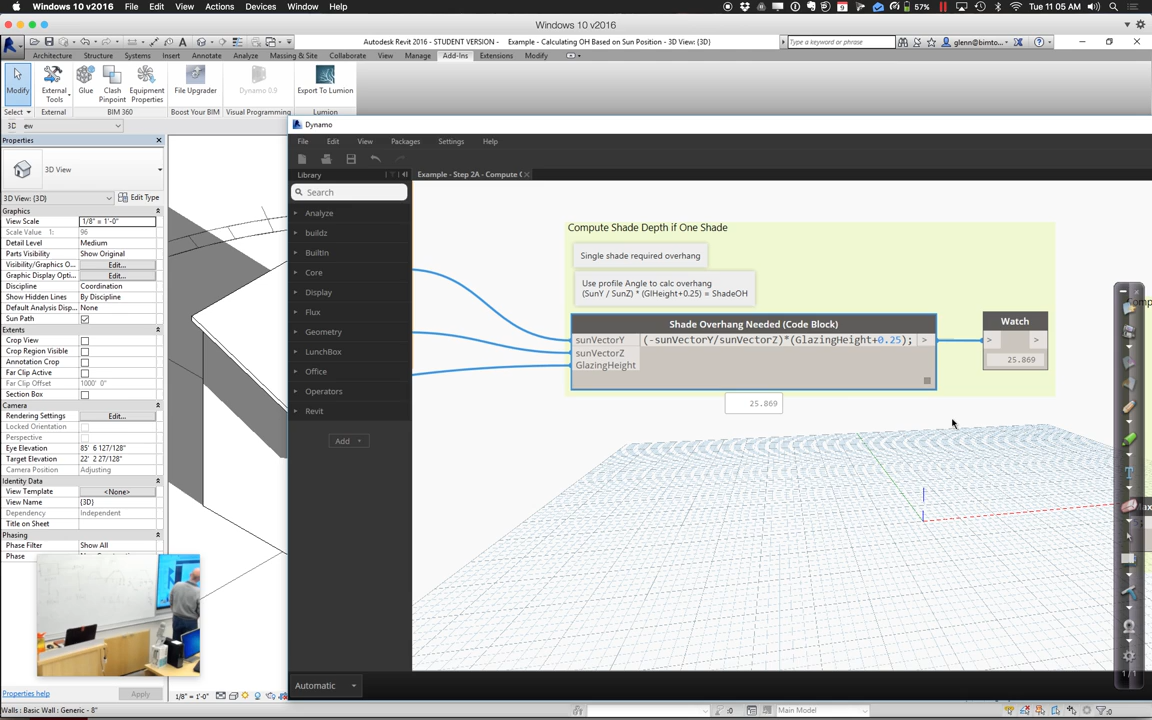 Windows 10 v2016 File Edit View Actions Devices Window Help 9 57% Tue 11 05 AM
Windows 10 v2016
Autodesk Revit 2016 - STUDENT VERSION - Example - Calculating OH Based on Sun Position - 3D View: {3D} Type a keyword or phrase glenn@bimto...
Architecture Structure Systems Insert Annotate Analyze Massing & Site Collaborate View Manage Add-Ins Extensions Modify
Modify External Tools Glue Clash Pinpoint Equipment Properties File Upgrader Dynamo 0.9 Export To Lumion
Select External BIM 360 Boost Your BIM Visual Programming Lumion
3D ew
Dynamo
Properties
File Edit View Packages Settings Help
3D View
Library
Example - Step 2A - Compute (
3D View: {3D} Edit Type
Search
Graphics
View Scale 1/8" = 1'-0"
Scale Value 1: 96
Detail Level Medium
Parts Visibility Show Original
Visibility/Graphics O... Edit...
Graphic Display Opti... Edit...
Discipline Coordination
Show Hidden Lines By Discipline
Default Analysis Disp... None
Sun Path
Extents
Crop View
Crop Region Visible
Annotation Crop
Far Clip Active
Far Clip Offset 1000' 0"
Section Box
Camera
Rendering Settings Edit...
Locked Orientation
Perspective
Eye Elevation 85' 6 127/128"
Target Elevation 22' 2 27/128"
Camera Position Adjusting
Identity Data
View Template <None>
View Name {3D}
Dependency Independent
Title on Sheet
Phasing
Phase Filter Show All
Phase
Properties help Apply
Analyze
buildz
BuiltIn
Core
Display
Flux
Geometry
LunchBox
Office
Operators
Revit
Add
Automatic
Compute Shade Depth if One Shade
Single shade required overhang
Use profile Angle to calc overhang
(SunY / SunZ) * (GlHeight+0.25) = ShadeOH
Shade Overhang Needed (Code Block)
sunVectorY (-sunVectorY/sunVectorZ)*(GlazingHeight+0.25); >
sunVectorZ
GlazingHeight
25.869
Watch
> >
25.869
1/1
1/8" = 1'-0"
Walls : Basic Wall : Generic - 8" :0 Main Model :0